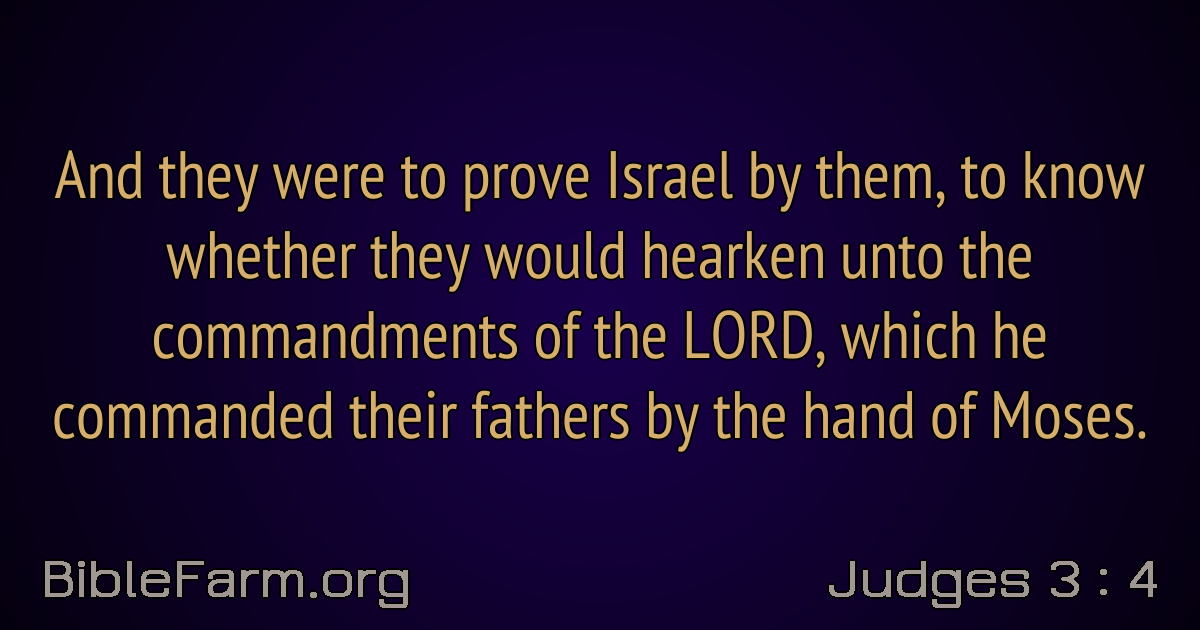 And they were to prove Israel by them, to know
whether they would hearken unto the
commandments of the LORD, which he
commanded their fathers by the hand of Moses.
BibleFarm.org
Judges 3 : 4